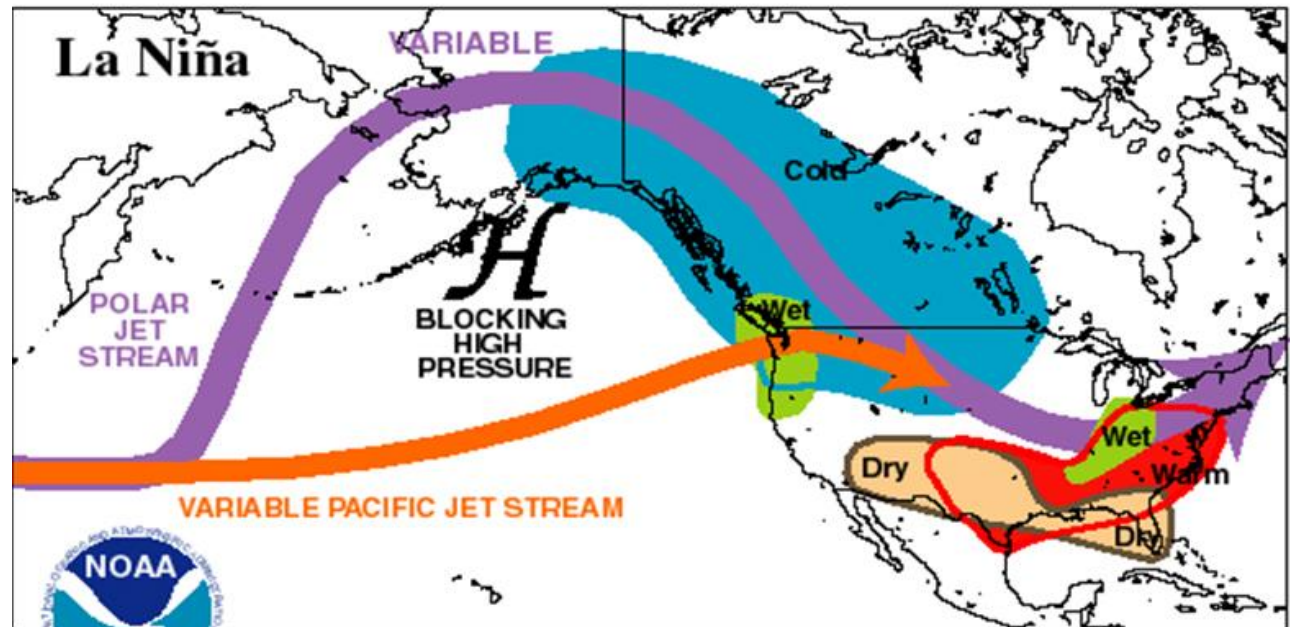 La Niña
VARIABLE
Cold
POLAR
JET
STREAM
H
BLOCKING
HIGH
PRESSURE
Wet
Wet
Dry
Warm
Dry
VARIABLE PACIFIC JET STREAM
NOAA